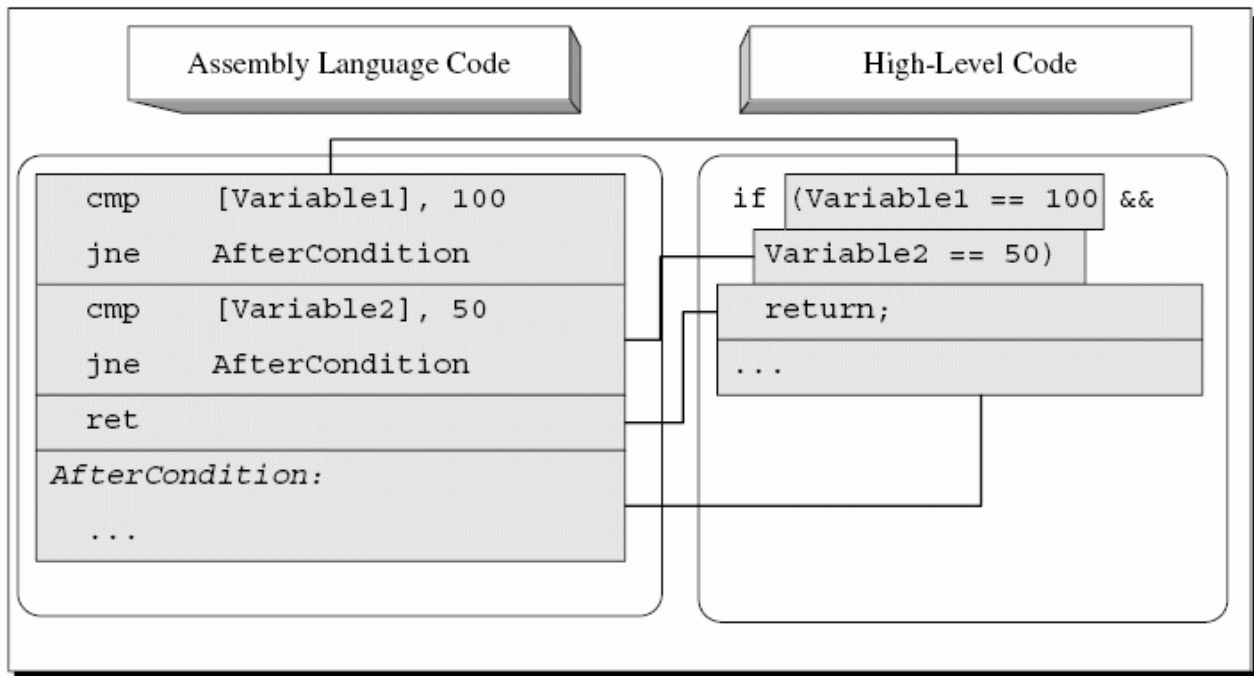 Assembly Language Code
High-Level Code
cmp [Variable1], 100
jne AfterCondition
cmp [Variable2], 50
jne AfterCondition
ret
AfterCondition:
...
if (Variable1 == 100 &&
Variable2 == 50)
return;
...